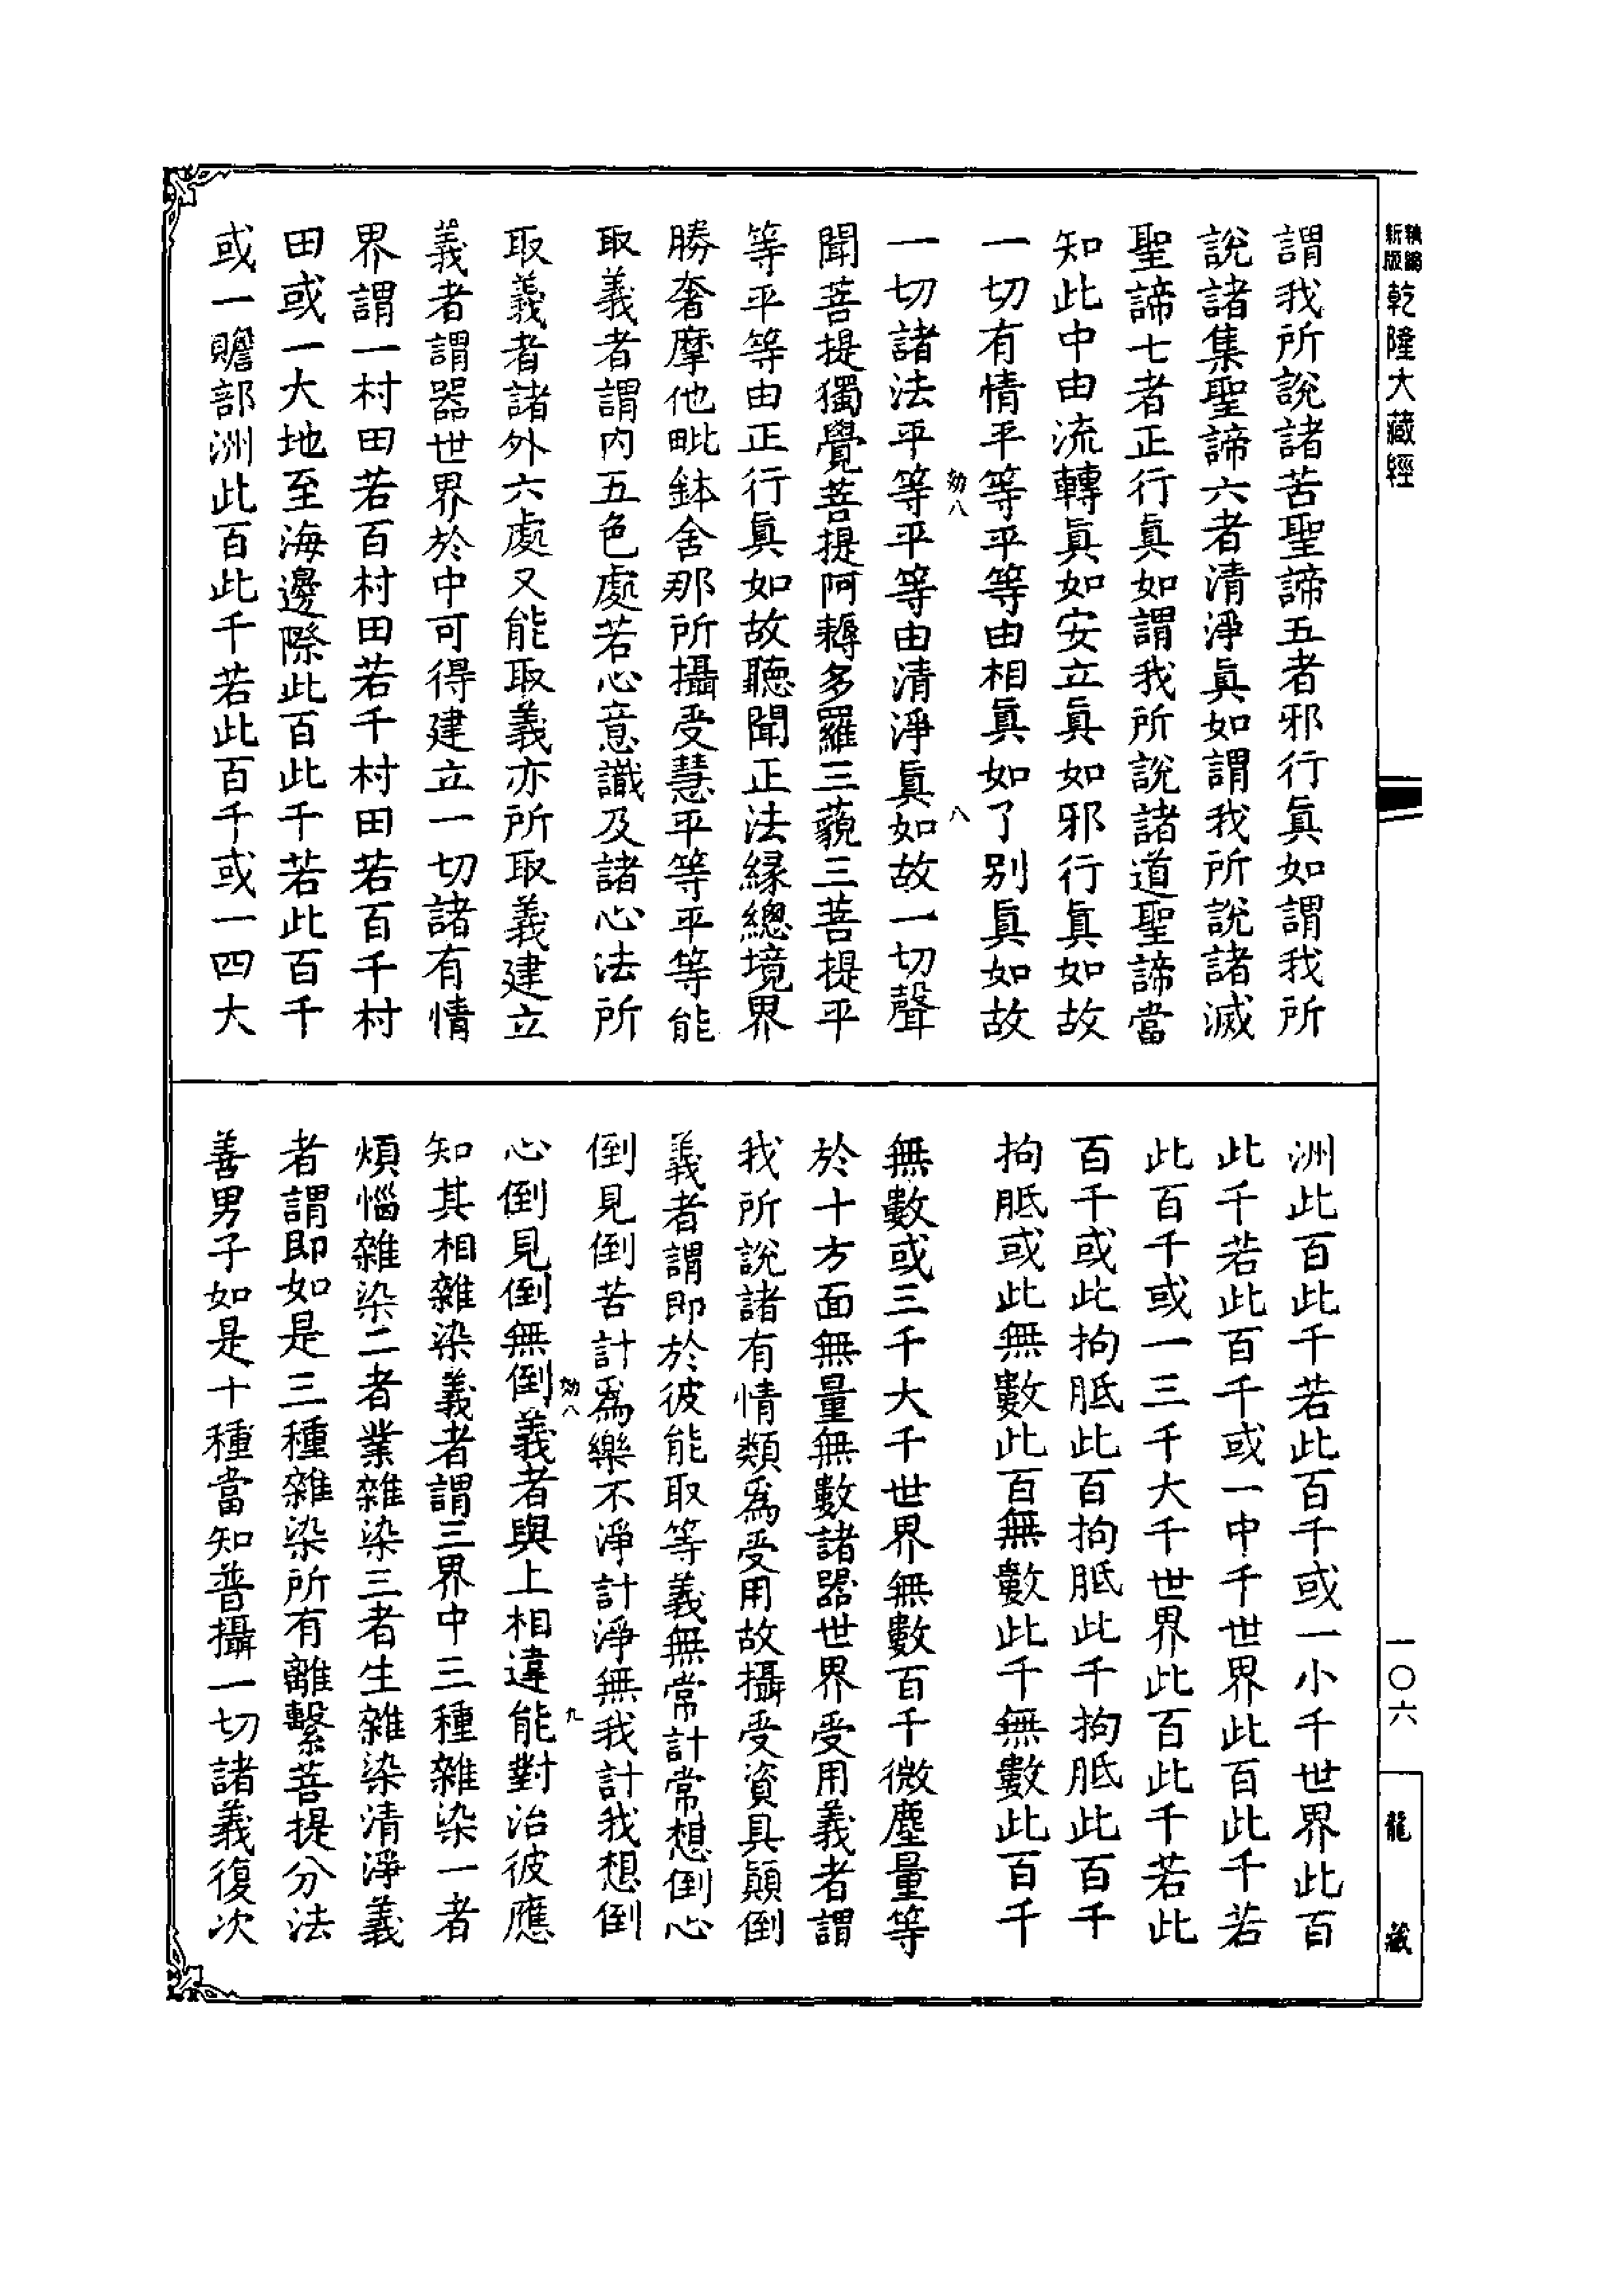 新版
乾隆大藏經
謂我所說諸苦聖諦五者邪行真如謂我所
說諸集聖諦六者清淨真如謂我所說諸滅
聖諦七者正行真如謂我所說諸道聖諦當
知此中由流轉真如安立真如邪行真如故
一切有情平等平等由相真如了別真如故
効八
八
一切諸法平等平等由清淨真如故一切聲
聞菩提獨覺菩提阿耨多羅三藐三菩提平
等平等由正行真如故聽聞正法緣總境界
勝奢摩他毗鉢舍那所攝受慧平等平等能
取義者謂內五色處若心意識及諸心法所
取義者諸外六處又能取義亦所取義建立
義者謂器世界於中可得建立一切諸有情
界謂一村田若百村田若千村田若百千村
田或一大地至海邊際此百此千若此百千
或一贍部洲此百此千若此百千或一四大
洲此百此千若此百千或一小千世界此百
此千若此百千或一中千世界此百此千若
此百千或一三千大千世界此百此千若此
百千或此拘胝此百拘胝此千拘胝此百千
拘胝或此無數此百無數此千無數此百千
無數或三千大千世界無數百千微塵量等
於十方面無量無數諸器世界受用義者謂
我所說諸有情類為受用故攝受資具顛倒
義者謂即於彼能取等義無常計常想倒心
倒見倒苦計為樂不淨計淨無我計我想倒
効八
九
心倒見倒無倒義者與上相違能對治彼應
知其相雜染義者謂三界中三種雜染一者
煩惱雜染二者業雜染三者生雜染清淨義
者謂即如是三種雜染所有離繫菩提分法
善男子如是十種當知普攝一切諸義復次
一〇六
龍藏